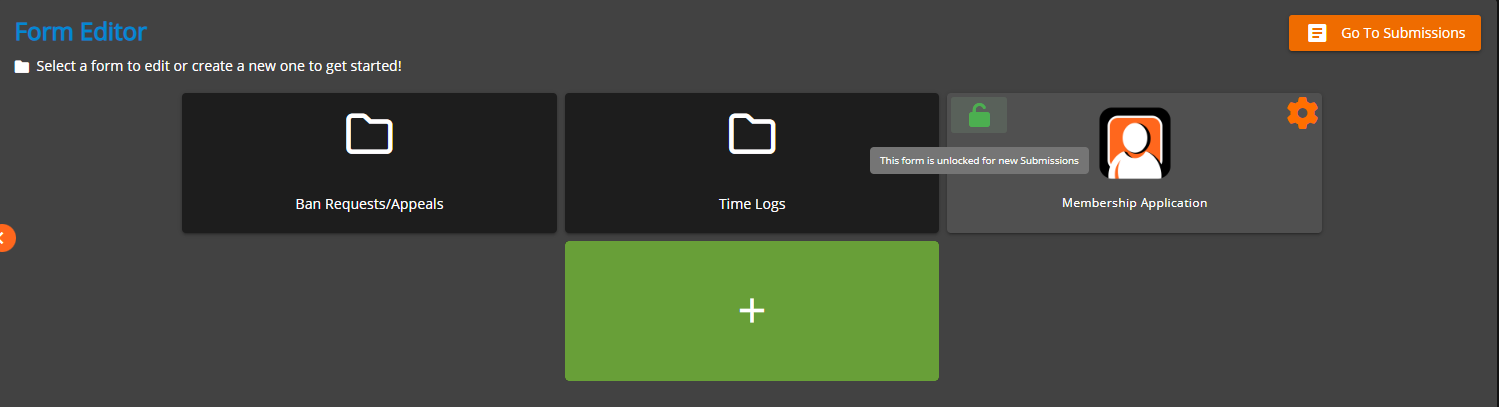 Form Editor
Go To Submissions
Select a form to edit or create a new one to get started!
This form is unlocked for new Submissions
Ban Requests/Appeals
Time Logs
Membership Application